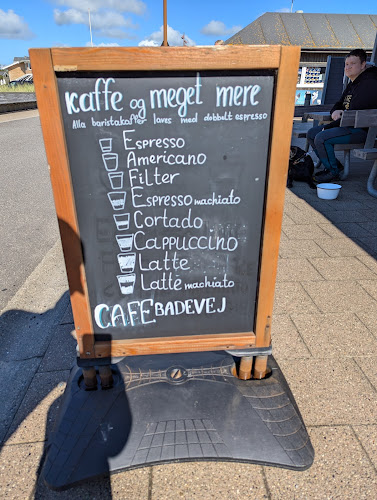 Kaffe og meget mere
Alla baristakaffer laves med dobbelt espresso
Espresso
Americano
Filter
Espresso machiato
Cortado
Cappuccino
Latte
Latte machiato
CAFE BADEVEJ